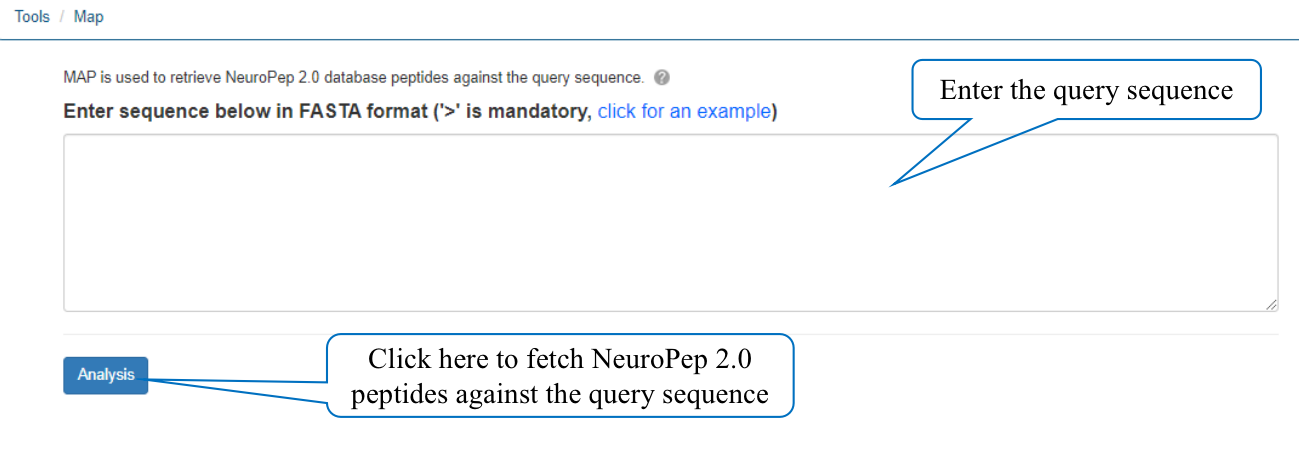 Tools / Map
MAP is used to retrieve NeuroPep 2.0 database peptides against the query sequence. ?
Enter sequence below in FASTA format ('>' is mandatory, click for an example)
Enter the query sequence
Analysis
Click here to fetch NeuroPep 2.0
peptides against the query sequence